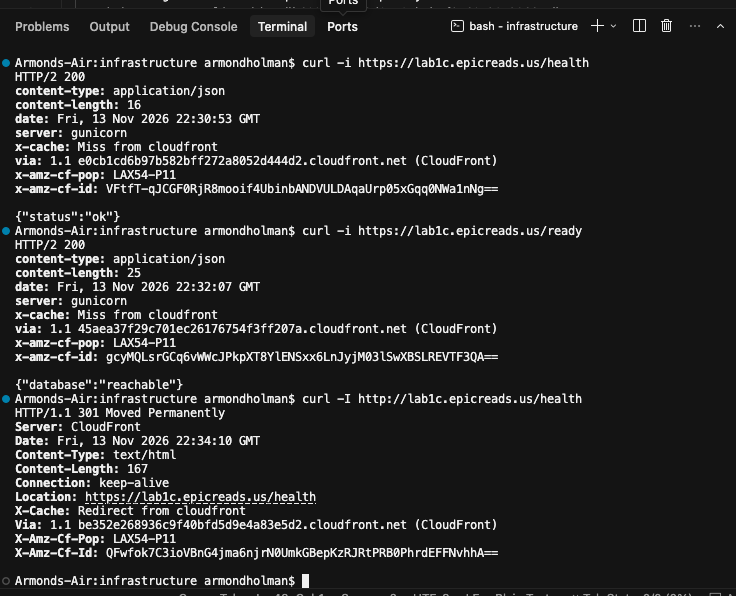 Ports
Problems Output Debug Console Terminal Ports bash - infrastructure
Armonds-Air:infrastructure armondholman$ curl -i https://lab1c.epicreads.us/health
HTTP/2 200
content-type: application/json
content-length: 16
date: Fri, 13 Nov 2026 22:30:53 GMT
server: gunicorn
x-cache: Miss from cloudfront
via: 1.1 e0cb1cd6b97b582bff272a8052d444d2.cloudfront.net (CloudFront)
x-amz-cf-pop: LAX54-P11
x-amz-cf-id: VFtfT-qJCGF0RjR8mooif4UbinbANDVULDAqaUrp05xGqq0NWa1nNg==
{"status":"ok"}
Armonds-Air:infrastructure armondholman$ curl -i https://lab1c.epicreads.us/ready
HTTP/2 200
content-type: application/json
content-length: 25
date: Fri, 13 Nov 2026 22:32:07 GMT
server: gunicorn
x-cache: Miss from cloudfront
via: 1.1 45aea37f29c701ec26176754f3ff207a.cloudfront.net (CloudFront)
x-amz-cf-pop: LAX54-P11
x-amz-cf-id: gcyMQLsrGCq6vWWcJPkpXT8YlENSxx6LnJyjM03lSwXBSLREVTF3QA==
{"database":"reachable"}
Armonds-Air:infrastructure armondholman$ curl -I http://lab1c.epicreads.us/health
HTTP/1.1 301 Moved Permanently
Server: CloudFront
Date: Fri, 13 Nov 2026 22:34:10 GMT
Content-Type: text/html
Content-Length: 167
Connection: keep-alive
Location: https://lab1c.epicreads.us/health
X-Cache: Redirect from cloudfront
Via: 1.1 be352e268936c9f40bfd5d9e4a83e5d2.cloudfront.net (CloudFront)
X-Amz-Cf-Pop: LAX54-P11
X-Amz-Cf-Id: QFwfok7C3ioVBnG4jma6njrN0UmkGBepKzRJRtPRB0PhrdEFFNvhhA==
Armonds-Air:infrastructure armondholman$